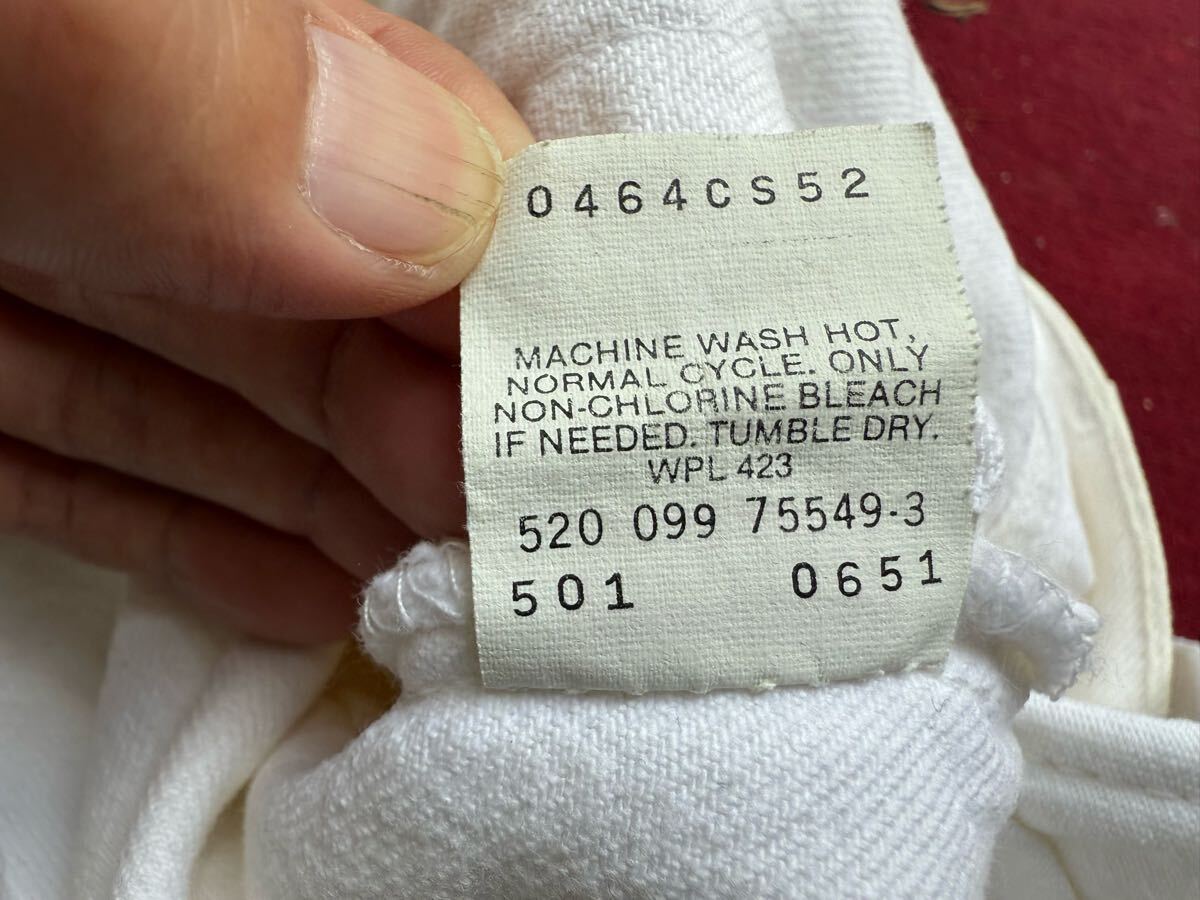 0464CS52
MACHINE WASH HOT,
NORMAL CYCLE. ONLY
NON-CHLORINE BLEACH
IF NEEDED. TUMBLE DRY.
WPL 423
520 099 75549-3
501 0651